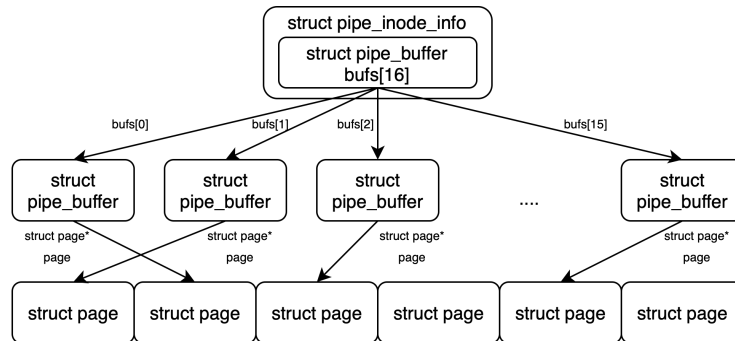 struct pipe_inode_info
struct pipe_buffer
bufs[16]
bufs[0]
bufs[1]
bufs[2]
bufs[15]
struct
pipe_buffer
struct
pipe_buffer
struct
pipe_buffer
....
struct
pipe_buffer
struct page*
page
struct page*
page
struct page*
page
struct page*
page
struct page
struct page
struct page
struct page
struct page
struct page